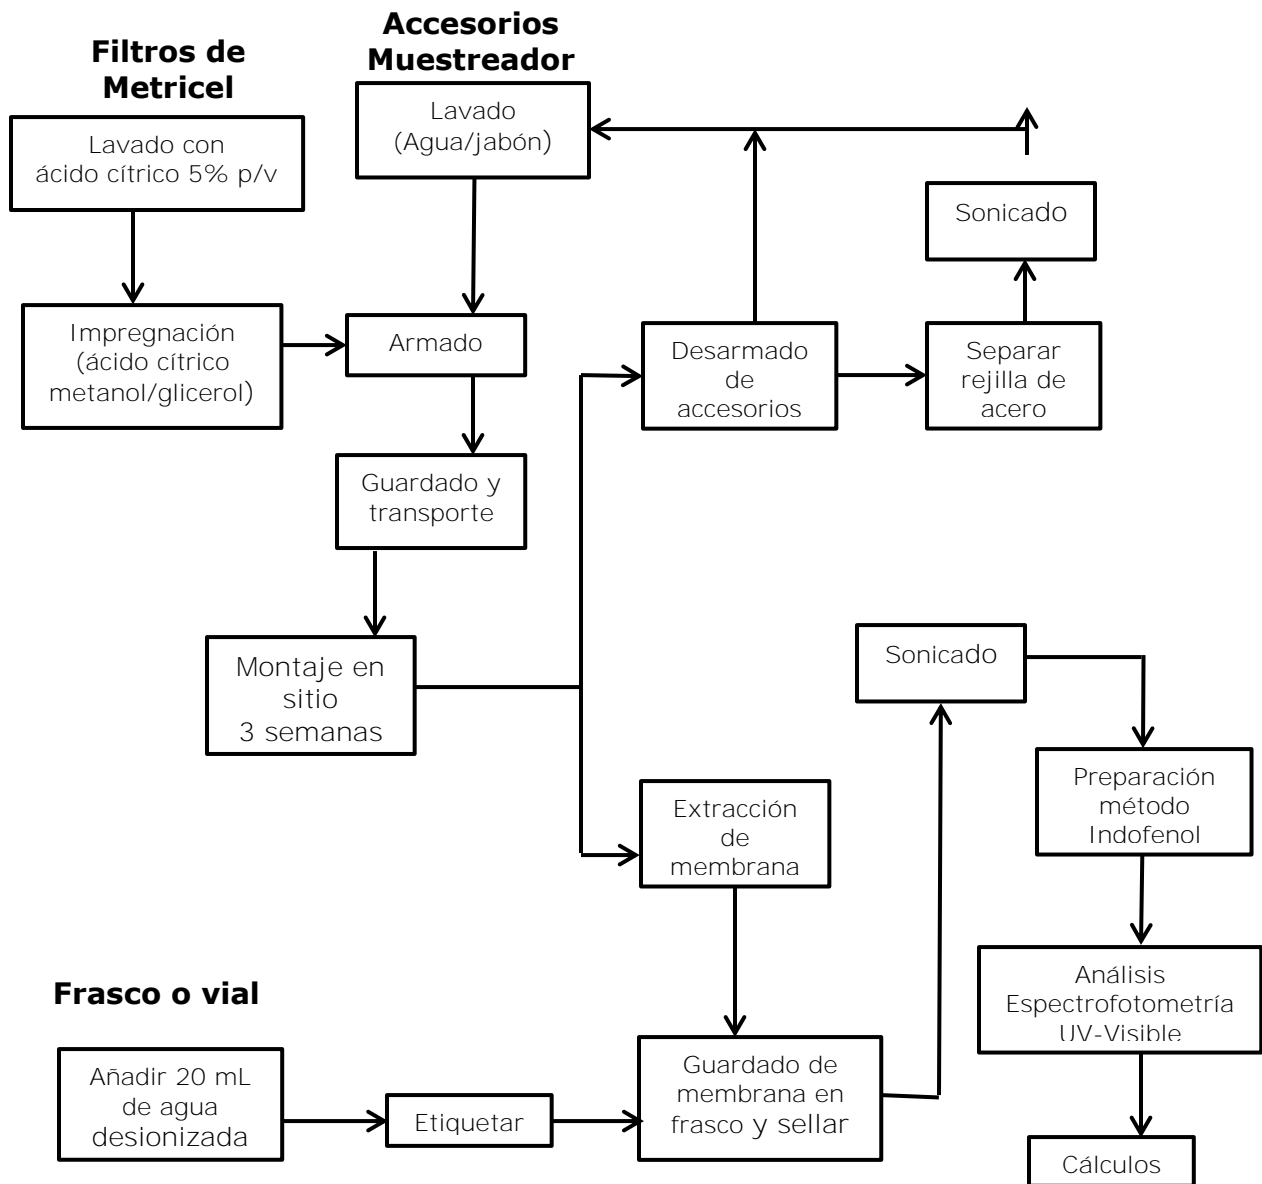 Filtros de
Metricel
Accesorios
Muestreador
Lavado con
ácido cítrico 5% p/v
Lavado
(Agua/jabón)
Sonicado
Impregnación
(ácido cítrico
metanol/glicerol)
Armado
Desarmado
de
accesorios
Separar
rejilla de
acero
Guardado y
transporte
Montaje en
sitio
3 semanas
Sonicado
Extracción
de
membrana
Preparación
método
Indofenol
Frasco o vial
Análisis
Espectrofotometría
UV-Visible
Añadir 20 mL
de agua
desionizada
Etiquetar
Guardado de
membrana en
frasco y sellar
Cálculos